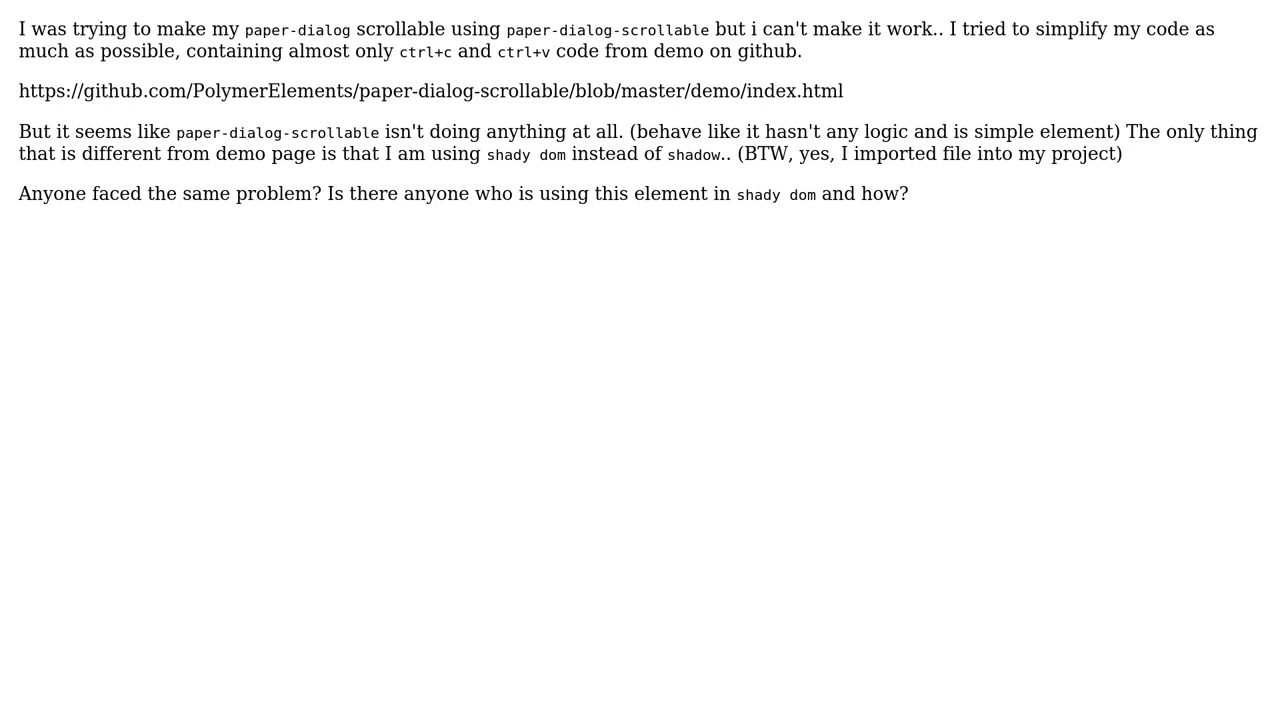 I was trying to make my paper-dialog scrollable using paper-dialog-scrollable but i can't make it work.. I tried to simplify my code as
much as possible, containing almost only ctrl+c and ctrl+v code from demo on github.
https://github.com/PolymerElements/paper-dialog-scrollable/blob/master/demo/index.html
But it seems like paper-dialog-scrollable isn't doing anything at all. (behave like it hasn't any logic and is simple element) The only thing
that is different from demo page is that I am using shady dom instead of shadow.. (BTW, yes, I imported file into my project)
Anyone faced the same problem? Is there anyone who is using this element in shady dom and how?